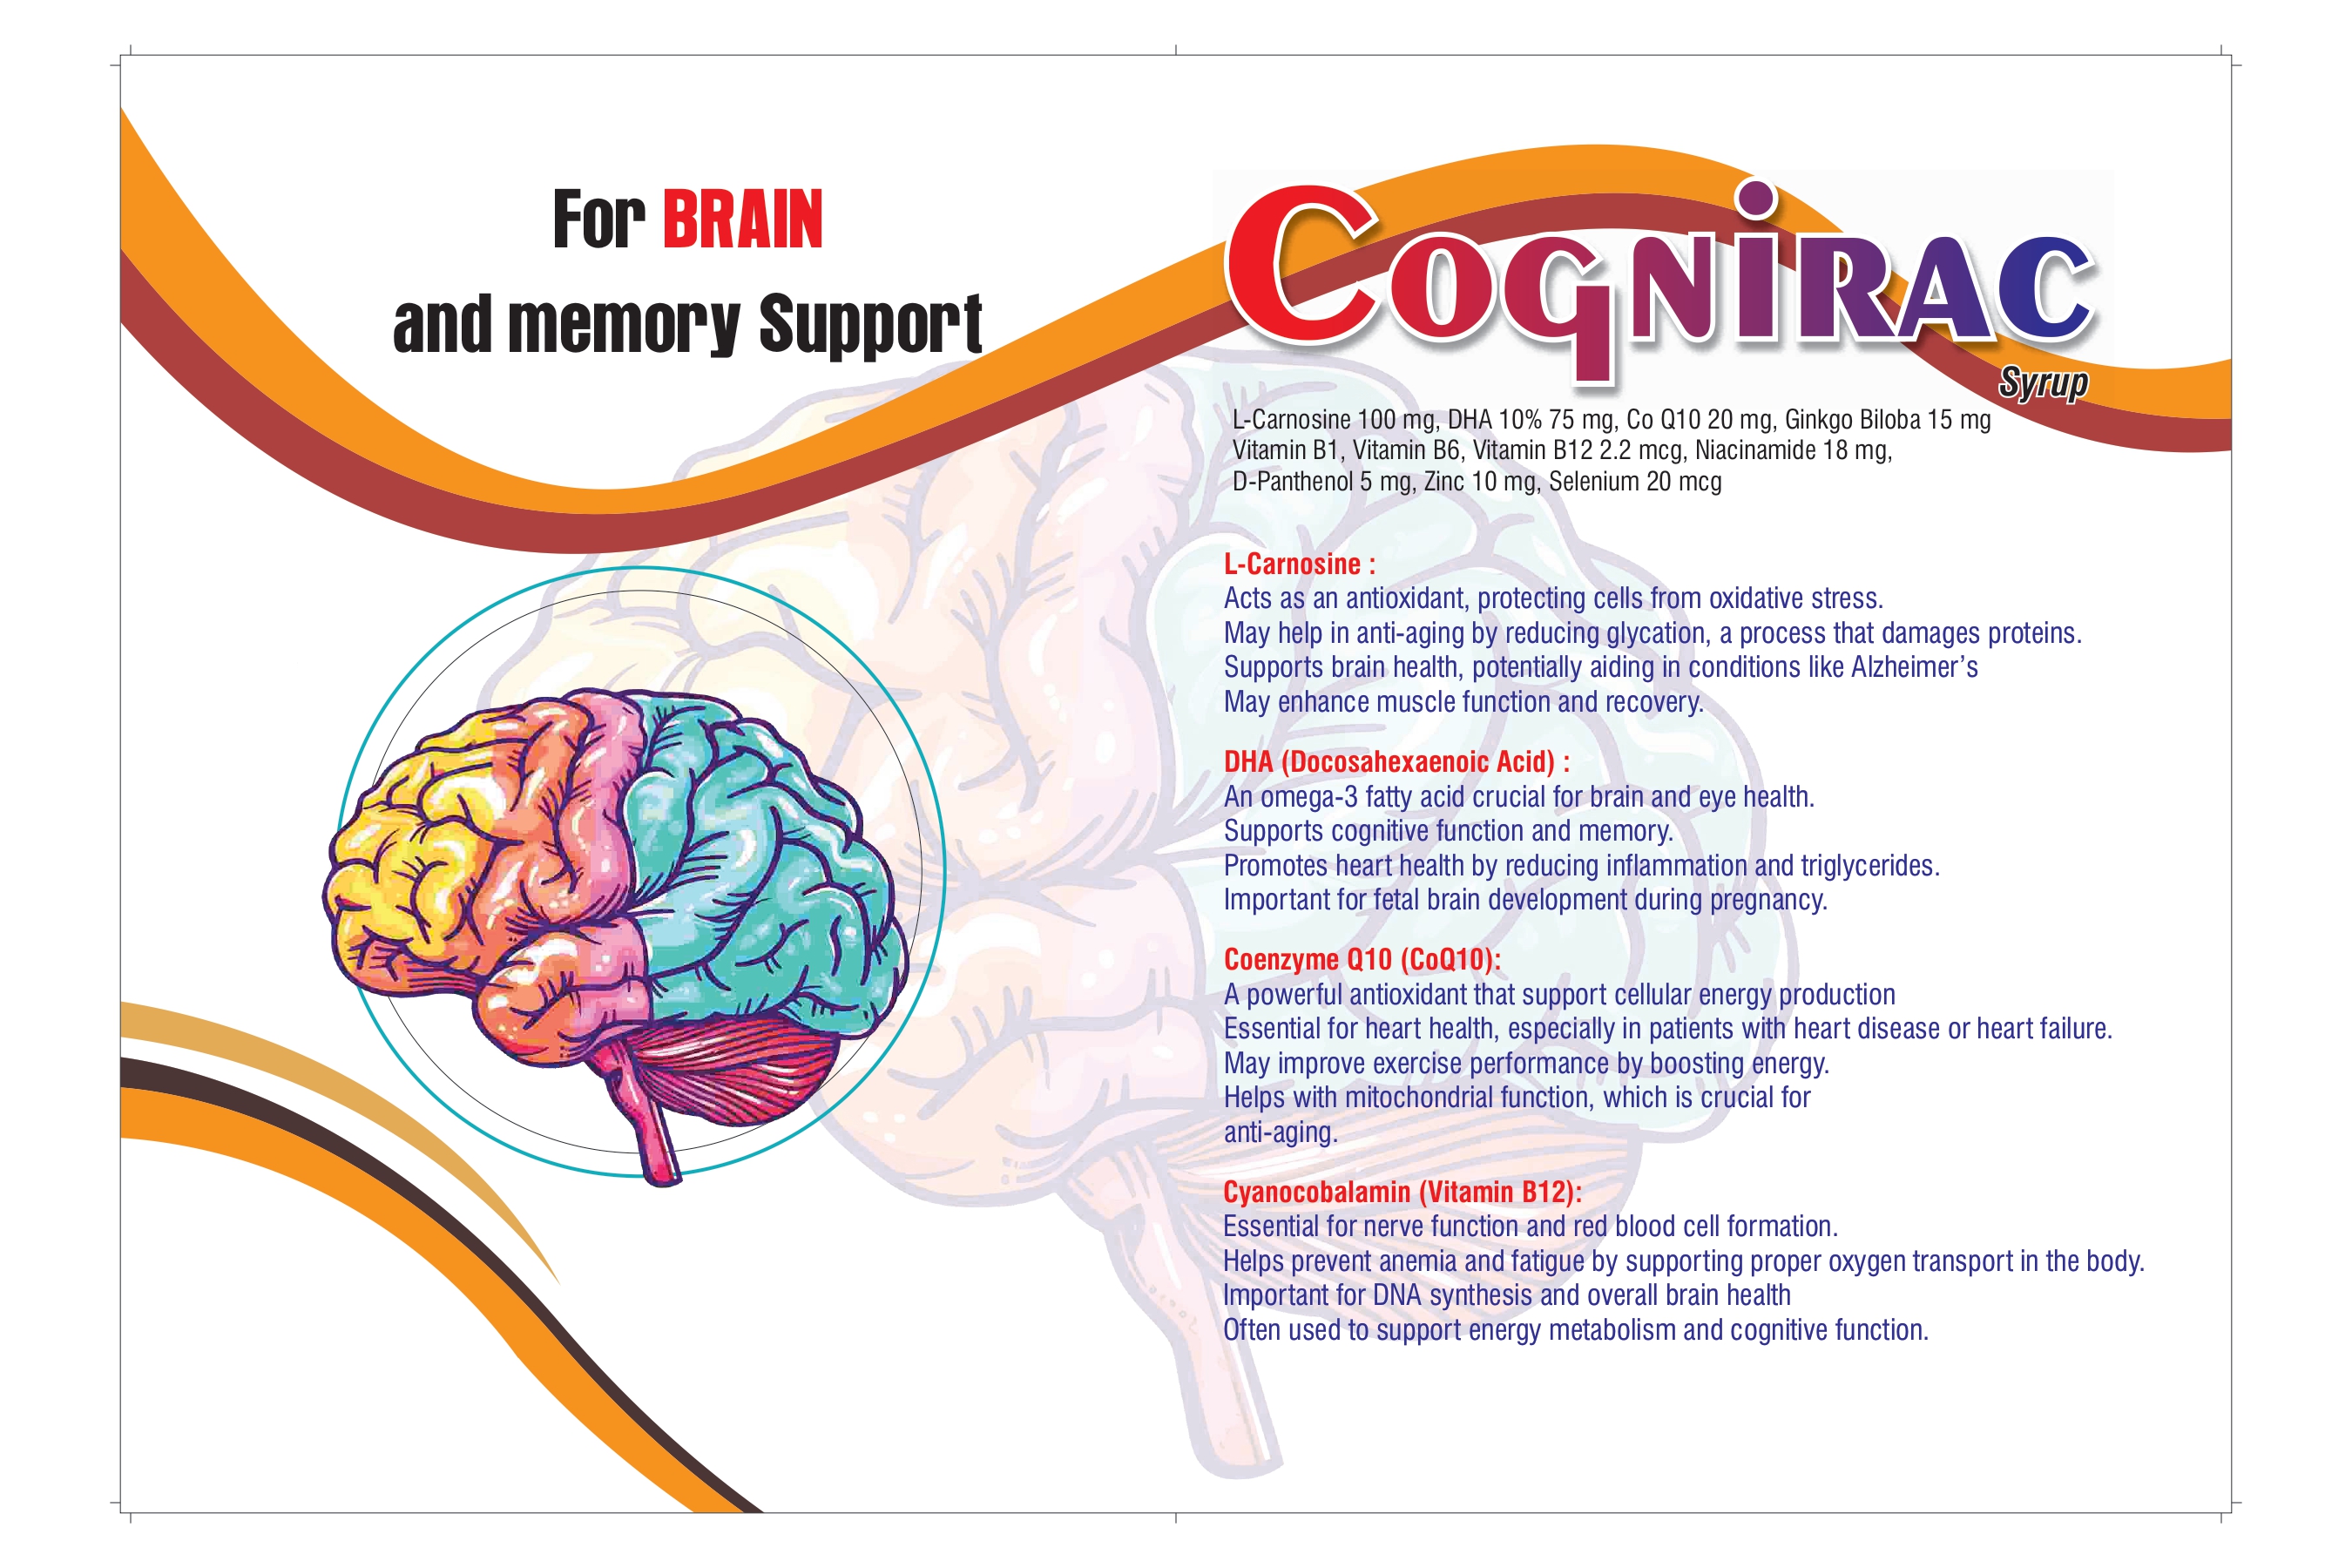 For BRAIN
and memory Support
COGNiRAC
Syrup
L-Carnosine 100 mg, DHA 10% 75 mg, Co Q10 20 mg, Ginkgo Biloba 15 mg
Vitamin B1, Vitamin B6, Vitamin B12 2.2 mcg, Niacinamide 18 mg,
D-Panthenol 5 mg, Zinc 10 mg, Selenium 20 mcg
L-Carnosine :
Acts as an antioxidant, protecting cells from oxidative stress.
May help in anti-aging by reducing glycation, a process that damages proteins.
Supports brain health, potentially aiding in conditions like Alzheimer’s
May enhance muscle function and recovery.
DHA (Docosahexaenoic Acid) :
An omega-3 fatty acid crucial for brain and eye health.
Supports cognitive function and memory.
Promotes heart health by reducing inflammation and triglycerides.
Important for fetal brain development during pregnancy.
Coenzyme Q10 (CoQ10):
A powerful antioxidant that support cellular energy production
Essential for heart health, especially in patients with heart disease or heart failure.
May improve exercise performance by boosting energy.
Helps with mitochondrial function, which is crucial for
anti-aging.
Cyanocobalamin (Vitamin B12):
Essential for nerve function and red blood cell formation.
Helps prevent anemia and fatigue by supporting proper oxygen transport in the body.
Important for DNA synthesis and overall brain health
Often used to support energy metabolism and cognitive function.